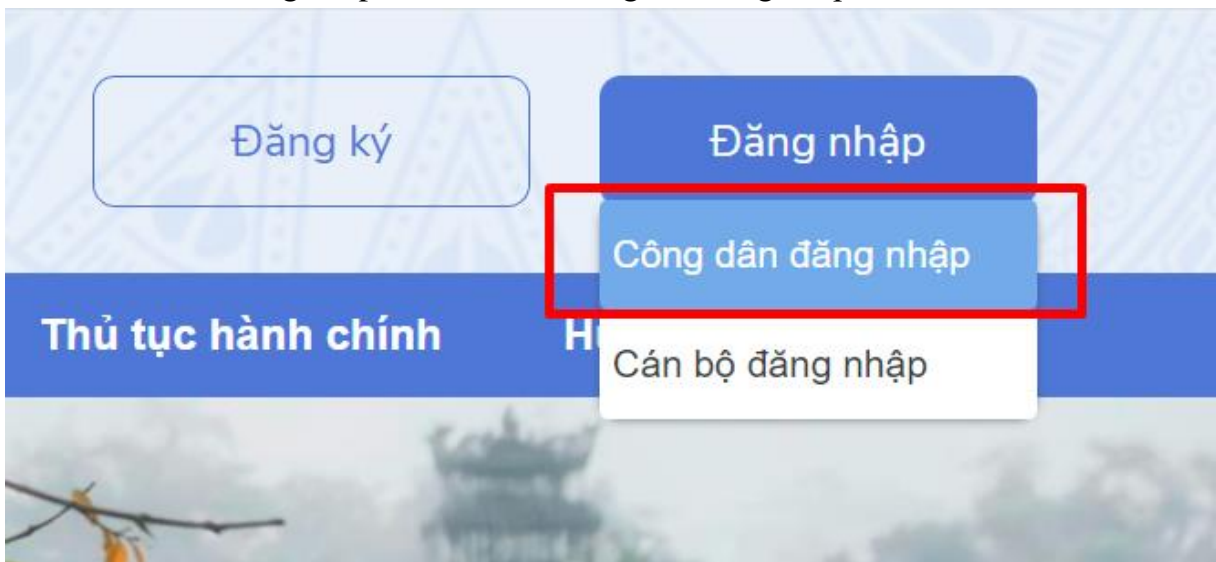 Đăng ký
Đăng nhập
Công dân đăng nhập
Thủ tục hành chính
Cán bộ đăng nhập